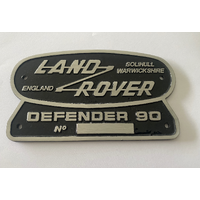 LAND
SOLIHULL
WARWICKSHIRE
ENGLAND
ROVER
DEFENDER 90
No